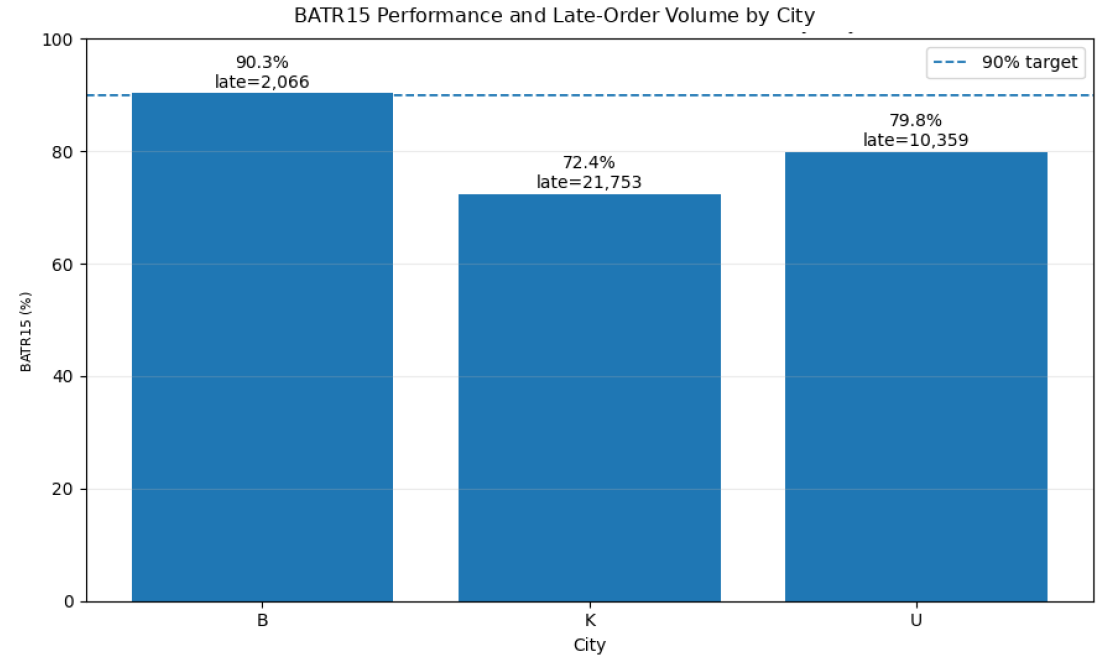 BATR15 Performance and Late-Order Volume by City
100
80
60
40
20
0
BATR15 (%)
90.3%
late=2,066
72.4%
late=21,753
79.8%
late=10,359
90% target
B
K
U
City